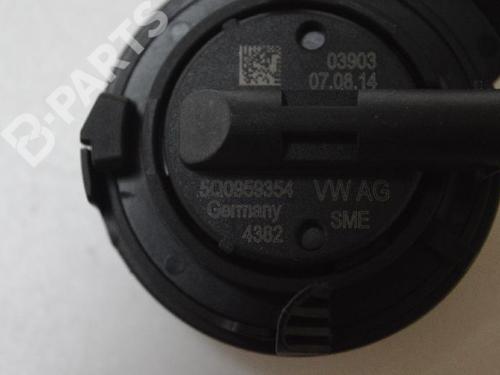 B-PARTS
03903
07.08.14
5Q0959354 VW AG
Germany SME
4382